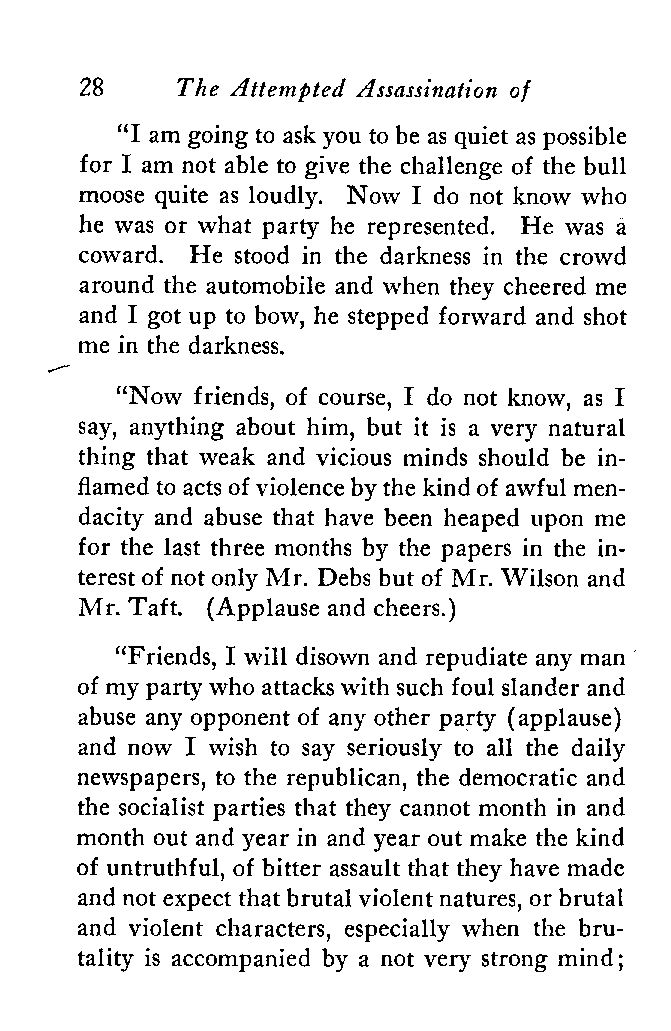 28 The Attempted Assassination of
“I am going to ask you to be as quiet as possible
for I am not able to give the challenge of the bull
moose quite as loudly. Now I do not know who
he was or what party he represented. He was a
coward. He stood in the darkness in the crowd
around the automobile and when they cheered me
and I got up to bow, he stepped forward and shot
me in the darkness.
“Now friends, of course, I do not know, as I
say, anything about him, but it is a very natural
thing that weak and vicious minds should be in-
flamed to acts of violence by the kind of awful men-
dacity and abuse that have been heaped upon me
for the last three months by the papers in the in-
terest of not only Mr. Debs but of Mr. Wilson and
Mr. Taft. (Applause and cheers.)
“Friends, I will disown and repudiate any man
of my party who attacks with such foul slander and
abuse any opponent of any other party (applause)
and now I wish to say seriously to all the daily
newspapers, to the republican, the democratic and
the socialist parties that they cannot month in and
month out and year in and year out make the kind
of untruthful, of bitter assault that they have made
and not expect that brutal violent natures, or brutal
and violent characters, especially when the bru-
tality is accompanied by a not very strong mind;